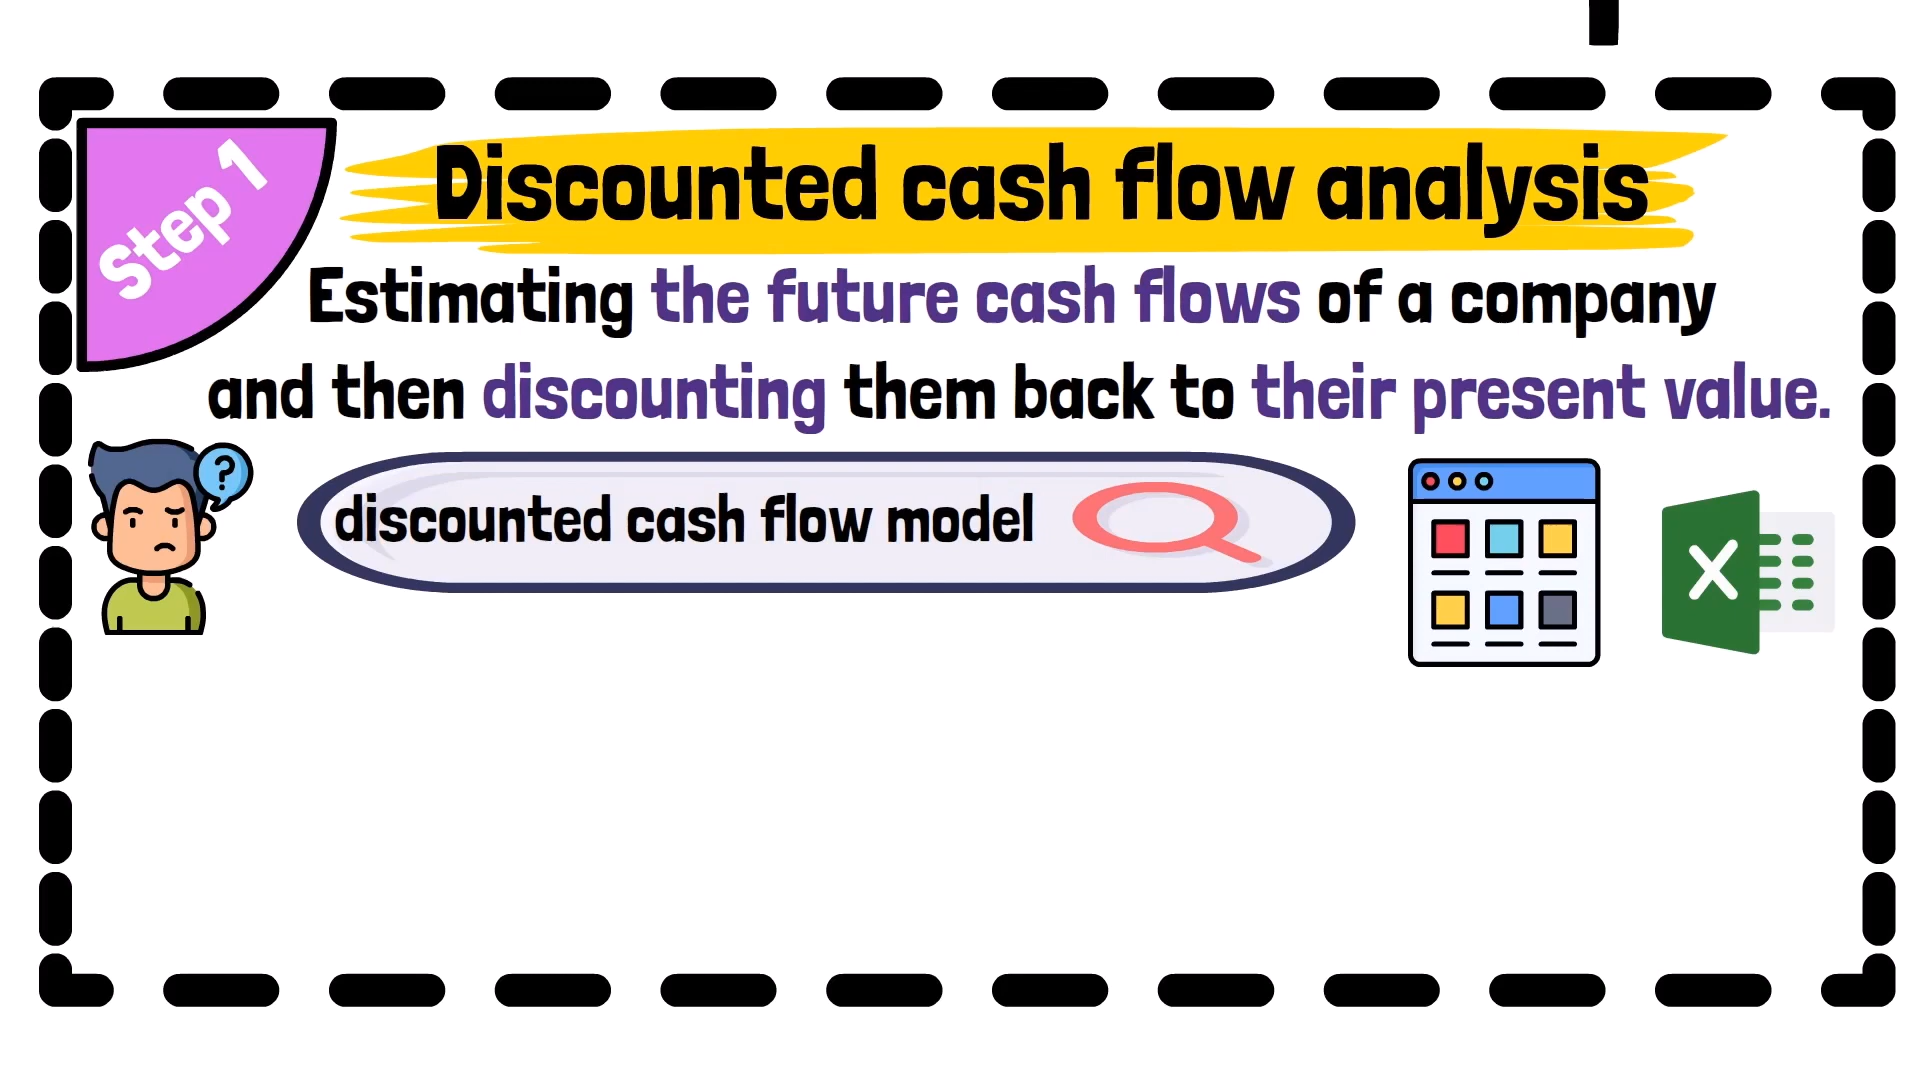 Step 1
Discounted cash flow analysis
Estimating the future cash flows of a company
and then discounting them back to their present value.
?
discounted cash flow model
X